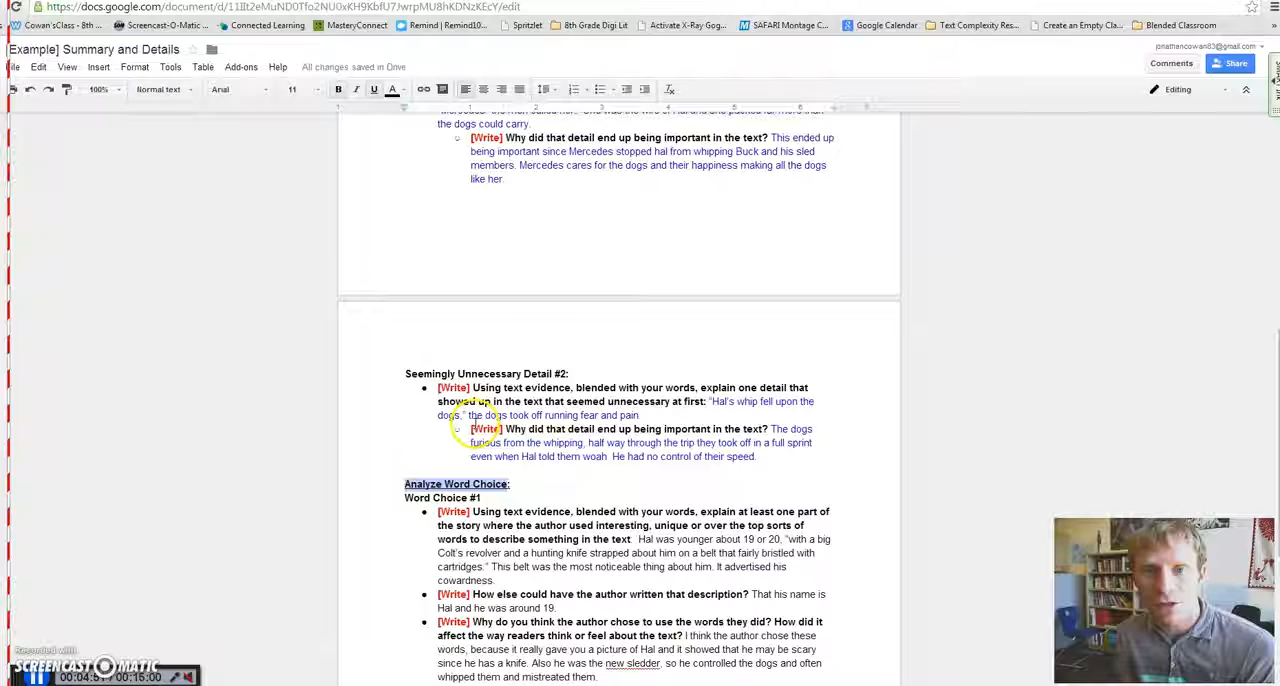 https://docs.google.com/document/d/11IIt2eMuND0Tfo2NU0xKH9KbfU7JwrpMU8hKDNzKEcY/edit
Cowan'sClass - 8th ... Screencast-O-Matic ... Connected Learning MasteryConnect Remind | Remind10... Spritzlet 8th Grade Digi Lit Activate X-Ray Gog... SAFARI Montage C... Google Calendar Text Complexity Res... Create an Empty Cla... Blended Classroom »
Example] Summary and Details
jonathancowan83@gmail.com
File Edit View Insert Format Tools Table Add-ons Help All changes saved in Drive
Comments Share
100% Normal text Arial 11 B I U A Editing
1 1 2 3 4 5 6
the dogs could carry.
[Write] Why did that detail end up being important in the text? This ended up
being important since Mercedes stopped hal from whipping Buck and his sled
members. Mercedes cares for the dogs and their happiness making all the dogs
like her.
Seemingly Unnecessary Detail #2:
[Write] Using text evidence, blended with your words, explain one detail that
showed up in the text that seemed unnecessary at first: "Hal's whip fell upon the
dogs," the dogs took off running fear and pain.
[Write] Why did that detail end up being important in the text? The dogs
furious from the whipping, half way through the trip they took off in a full sprint
even when Hal told them woah He had no control of their speed.
Analyze Word Choice:
Word Choice #1
[Write] Using text evidence, blended with your words, explain at least one part of
the story where the author used interesting, unique or over the top sorts of
words to describe something in the text Hal was younger about 19 or 20, "with a big
Colt's revolver and a hunting knife strapped about him on a belt that fairly bristled with
cartridges." This belt was the most noticeable thing about him. It advertised his
cowardness.
[Write] How else could have the author written that description? That his name is
Hal and he was around 19.
[Write] Why do you think the author chose to use the words they did? How did it
affect the way readers think or feel about the text? I think the author chose these
words, because it really gave you a picture of Hal and it showed that he may be scary
since he has a knife. Also he was the new sledder, so he controlled the dogs and often
whipped them and mistreated them.
Recorded with
SCREENCAST-O-MATIC
00:04:51 / 00:15:00